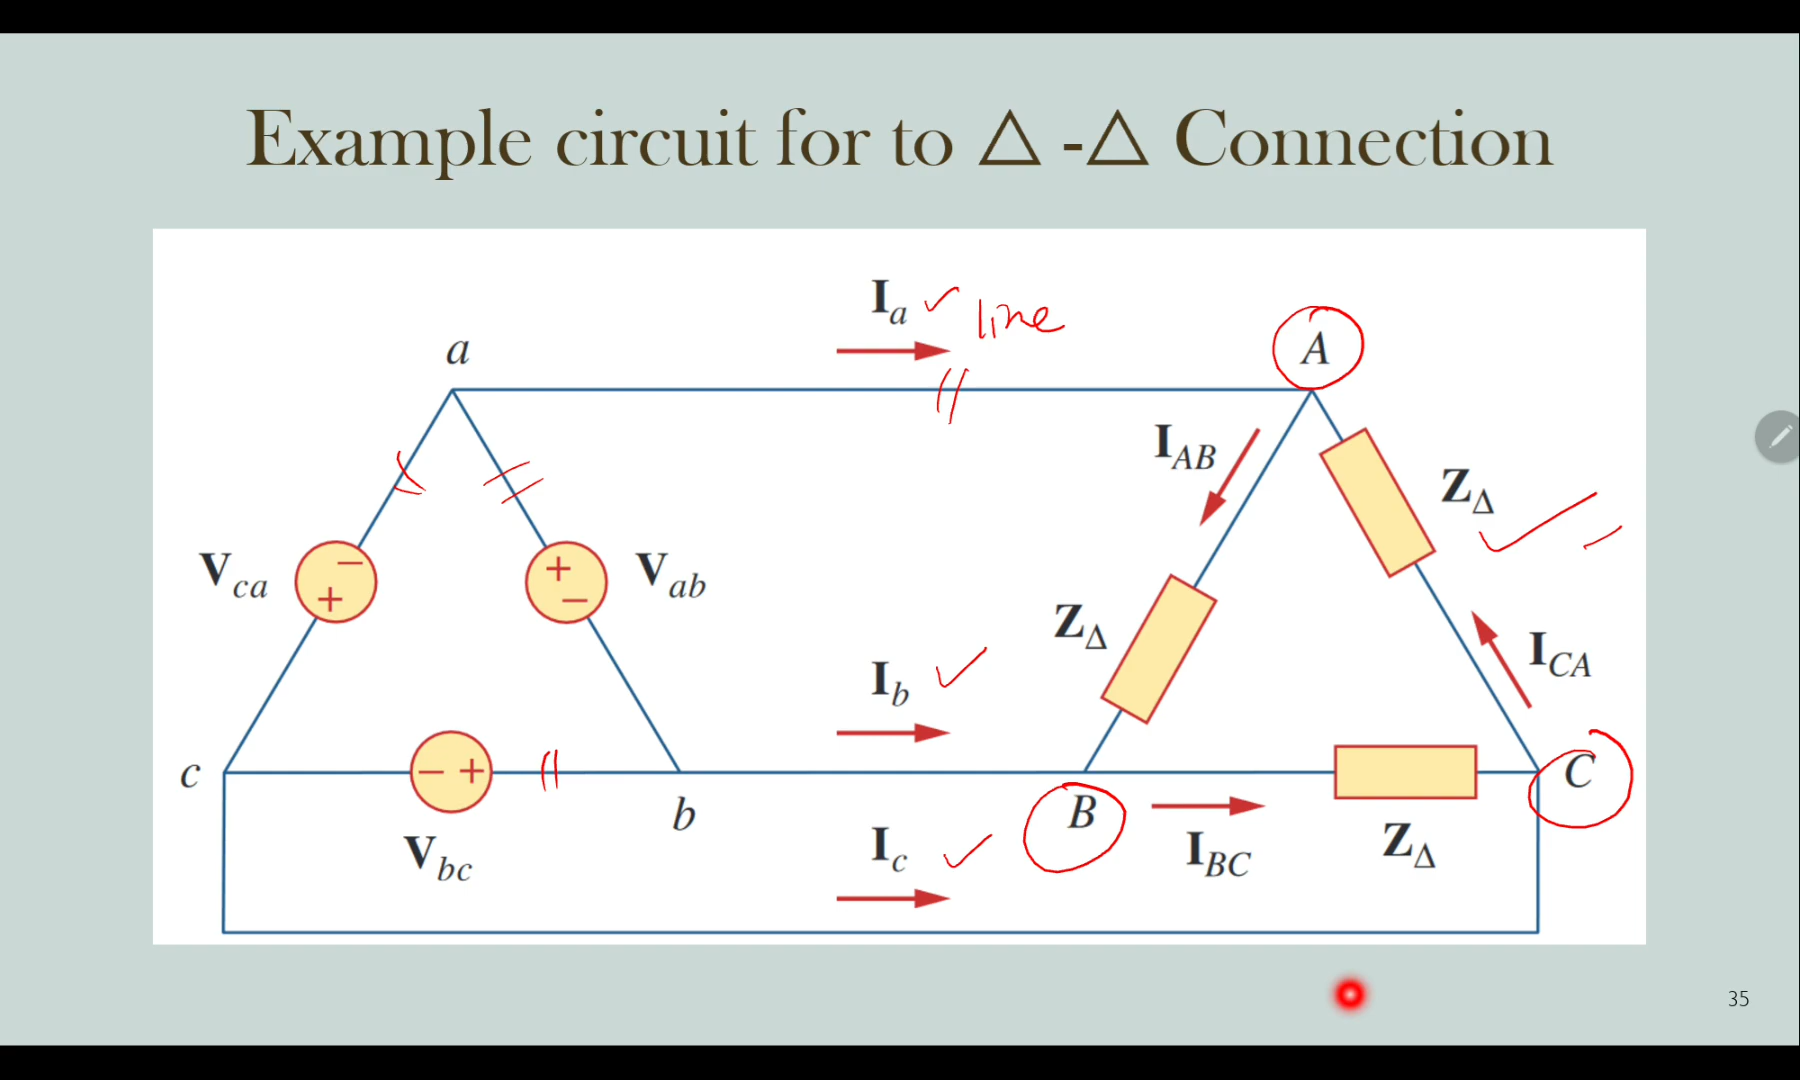 Example circuit for to △ -△ Connection
I_a line
a
A
I_AB
Z_Δ
V_ca
− +
+ −
V_ab
Z_Δ
I_b
I_CA
c
− +
b
B
C
V_bc
I_c
I_BC
Z_Δ
35